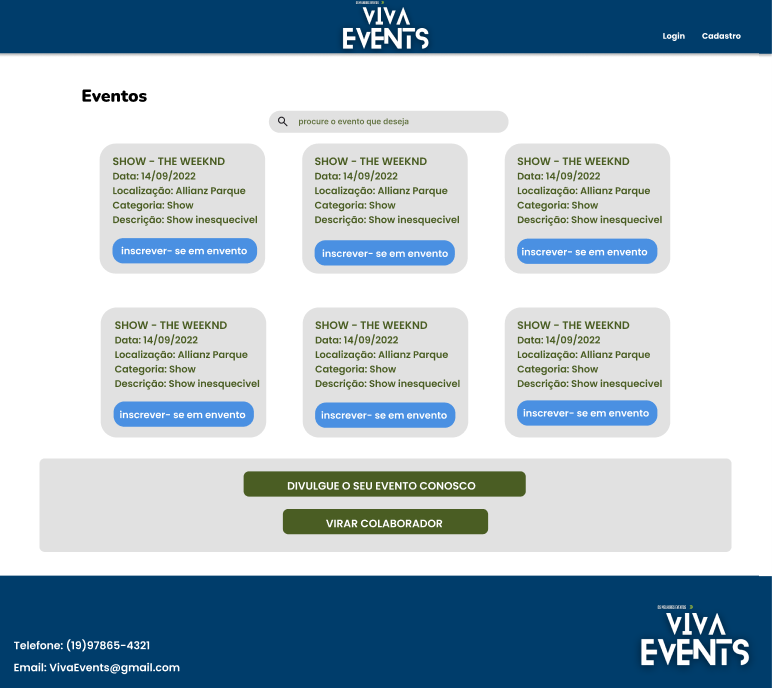 OS MELHORES EVENTOS
VIVA
EVENTS
Login
Cadastro
Eventos
procure o evento que deseja
SHOW - THE WEEKND
Data: 14/09/2022
Localização: Allianz Parque
Categoria: Show
Descrição: Show inesquecivel
inscrever- se em envento
SHOW - THE WEEKND
Data: 14/09/2022
Localização: Allianz Parque
Categoria: Show
Descrição: Show inesquecivel
inscrever- se em envento
SHOW - THE WEEKND
Data: 14/09/2022
Localização: Allianz Parque
Categoria: Show
Descrição: Show inesquecivel
inscrever- se em envento
SHOW - THE WEEKND
Data: 14/09/2022
Localização: Allianz Parque
Categoria: Show
Descrição: Show inesquecivel
inscrever- se em envento
SHOW - THE WEEKND
Data: 14/09/2022
Localização: Allianz Parque
Categoria: Show
Descrição: Show inesquecivel
inscrever- se em envento
SHOW - THE WEEKND
Data: 14/09/2022
Localização: Allianz Parque
Categoria: Show
Descrição: Show inesquecivel
inscrever- se em envento
DIVULGUE O SEU EVENTO CONOSCO
VIRAR COLABORADOR
Telefone: (19)97865-4321
Email: VivaEvents@gmail.com
OS MELHORES EVENTOS
VIVA
EVENTS